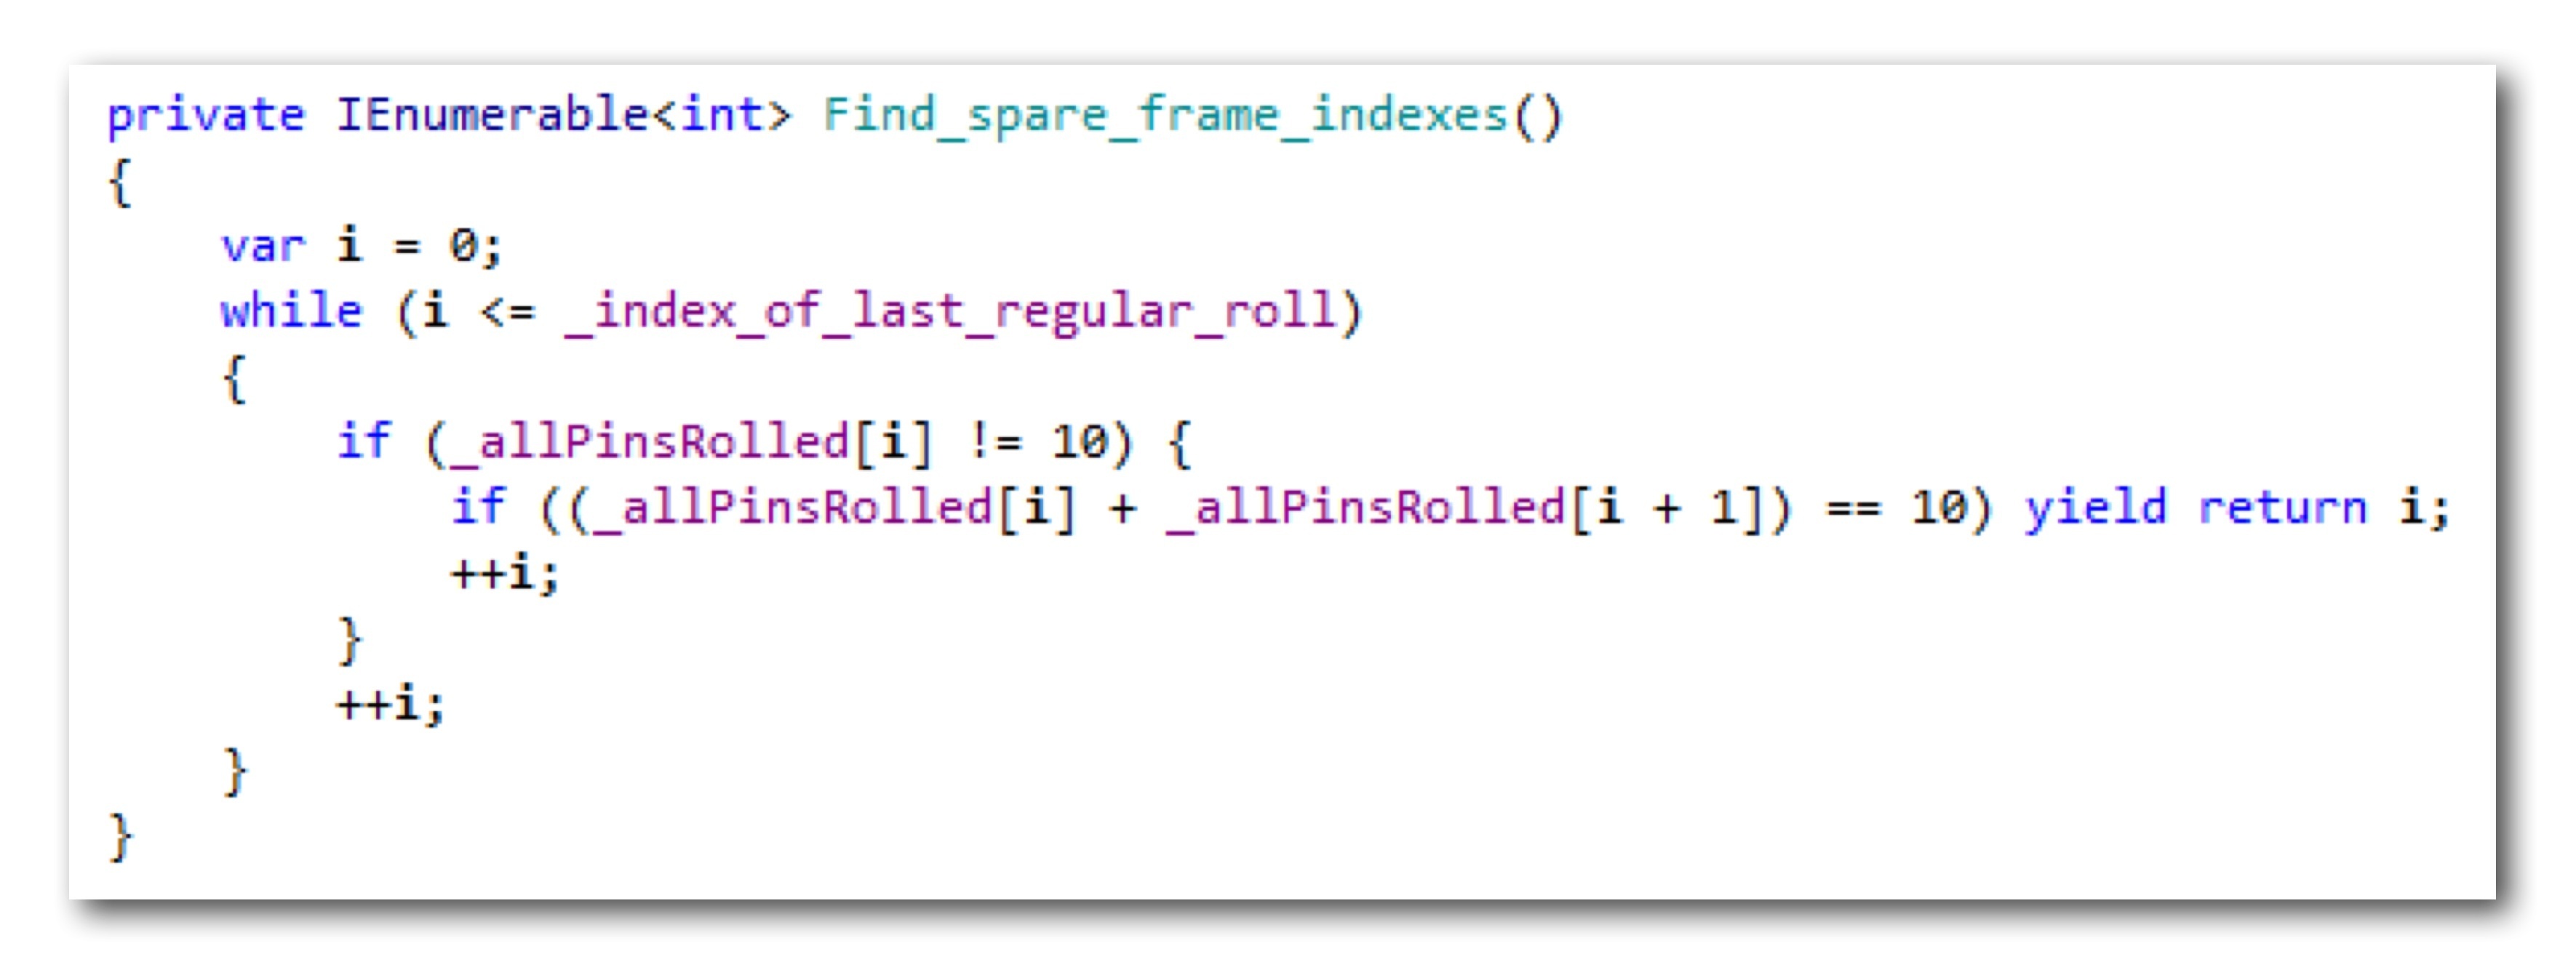 private IEnumerable<int> Find_spare_frame_indexes()
{
    var i = 0;
    while (i <= _index_of_last_regular_roll)
    {
        if (_allPinsRolled[i] != 10) {
            if ((_allPinsRolled[i] + _allPinsRolled[i + 1]) == 10) yield return i;
            ++i;
        }
        ++i;
    }
}